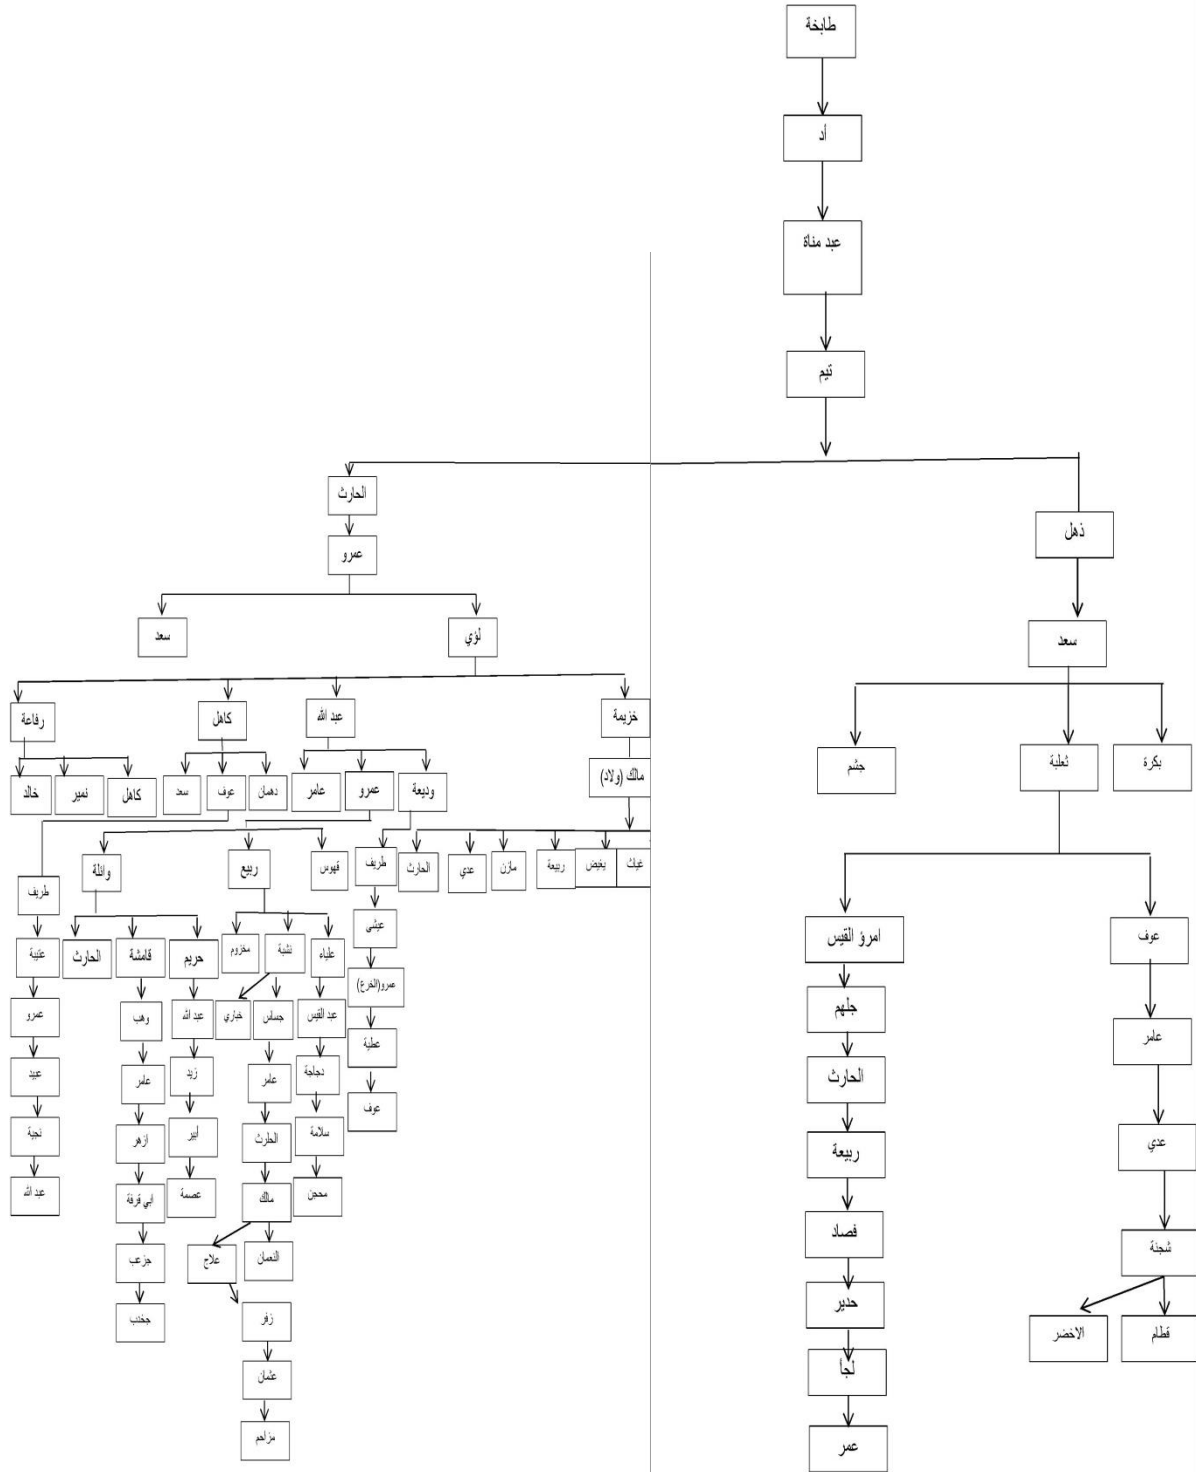 طابخة
أد
عبد مناة
تيم
الحارث
ذهل
عمرو
سعد
لؤي
سعد
بكرة
ثعلبة
جشم
خزيمة
عبد الله
كاهل
رفاعة
مالك (ولاد)
وديعة
عمرو
عامر
دهمان
عوف
سعد
كاهل
نمير
خالد
غياث
يغيض
ربيعة
مازن
عدي
الحارث
طريف
قهوس
ربيع
وائلة
طريف
عوف
امرؤ القيس
عيشى
علباء
نشبة
مخزوم
حريم
قامشة
الحارث
عتيبة
عمرو(الخرع)
عبد القيس
جساس
خباري
عبد الله
وهب
عمرو
عامر
جلهم
عطية
دجاجة
عامر
زيد
عامر
عبيد
الحارث
عوف
سلامة
الحلرث
أبير
ازهر
نجبة
عدي
ربيعة
محجن
مالك
عصمة
ابي قرفة
عبد الله
شجنة
فصاد
النعمان
علاج
جزعب
حدير
قطام
الاخضر
زفر
جخدب
لجأ
عثمان
عمر
مزاحم